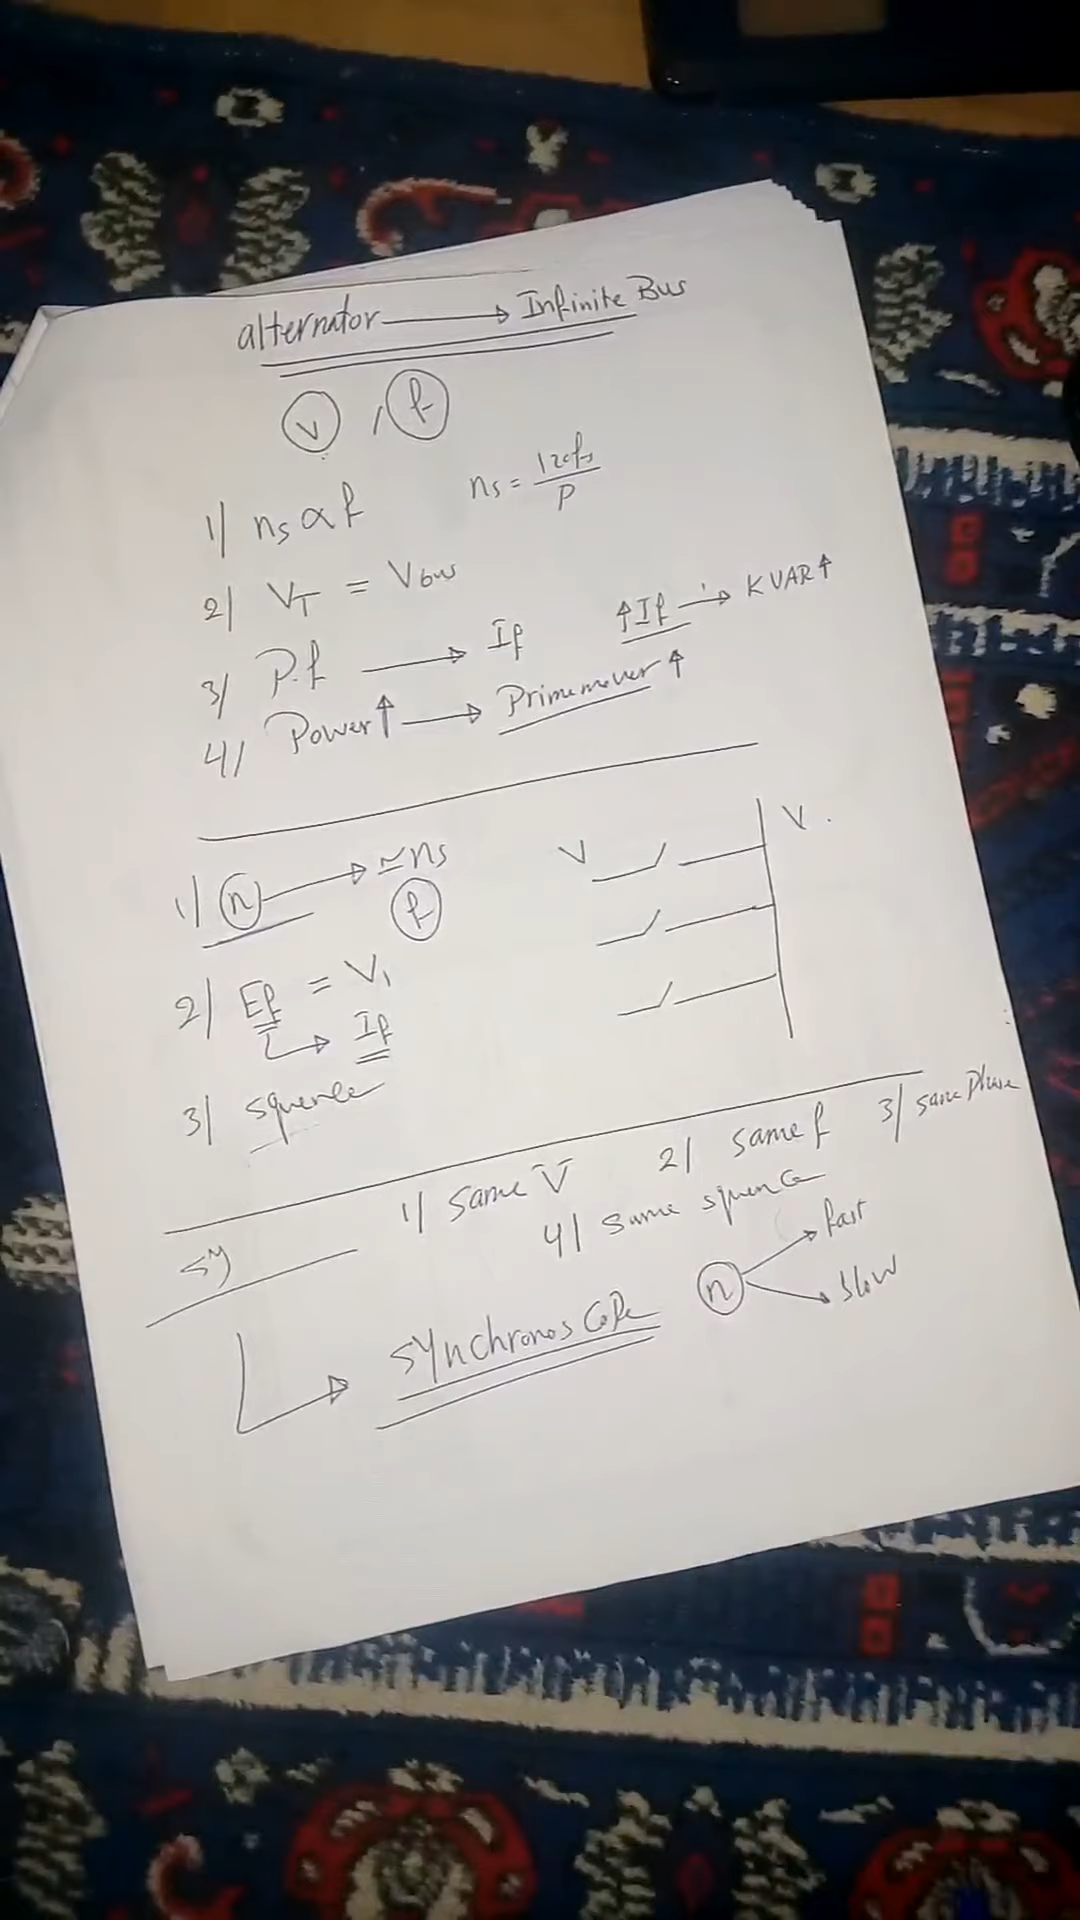 alternator → Infinite Bus
V , f
1/ ns ∝ f ns = 120fs / P
2/ VT = Vbus
3/ P.f → If ↑If → KVAR↑
4/ Power↑ → Primemover↑
1/ n → ≃ns
f
V V
2/ Ef = V1
→ If
3/ squence
1/ same V 2/ same f 3/ same Phase
4/ same squence
SY
n fast
slow
SYnchronosCoPe